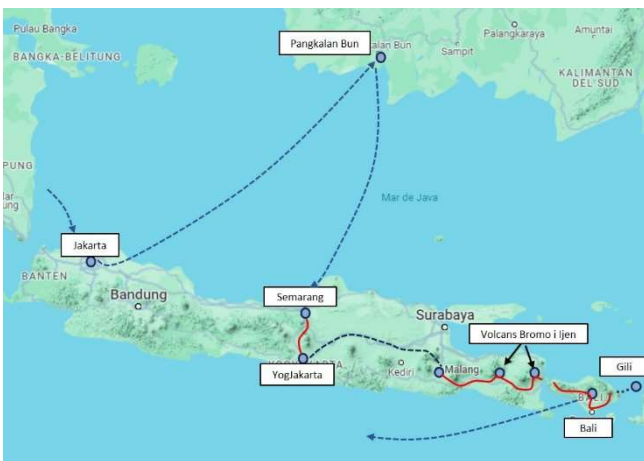 Pulau Bangka
BANGKA-BELITUNG
Pangkalan Bun
alan Bun
Sampit
Palangkaraya
Amuntai
KALIMANTAN
DEL SUD
PUNG
Mar de Java
Jakarta
BANTEN
Bandung
Semarang
Surabaya
Volcans Bromo i Ijen
YogJakarta
Kediri
Malang
Gili
BALI
Bali